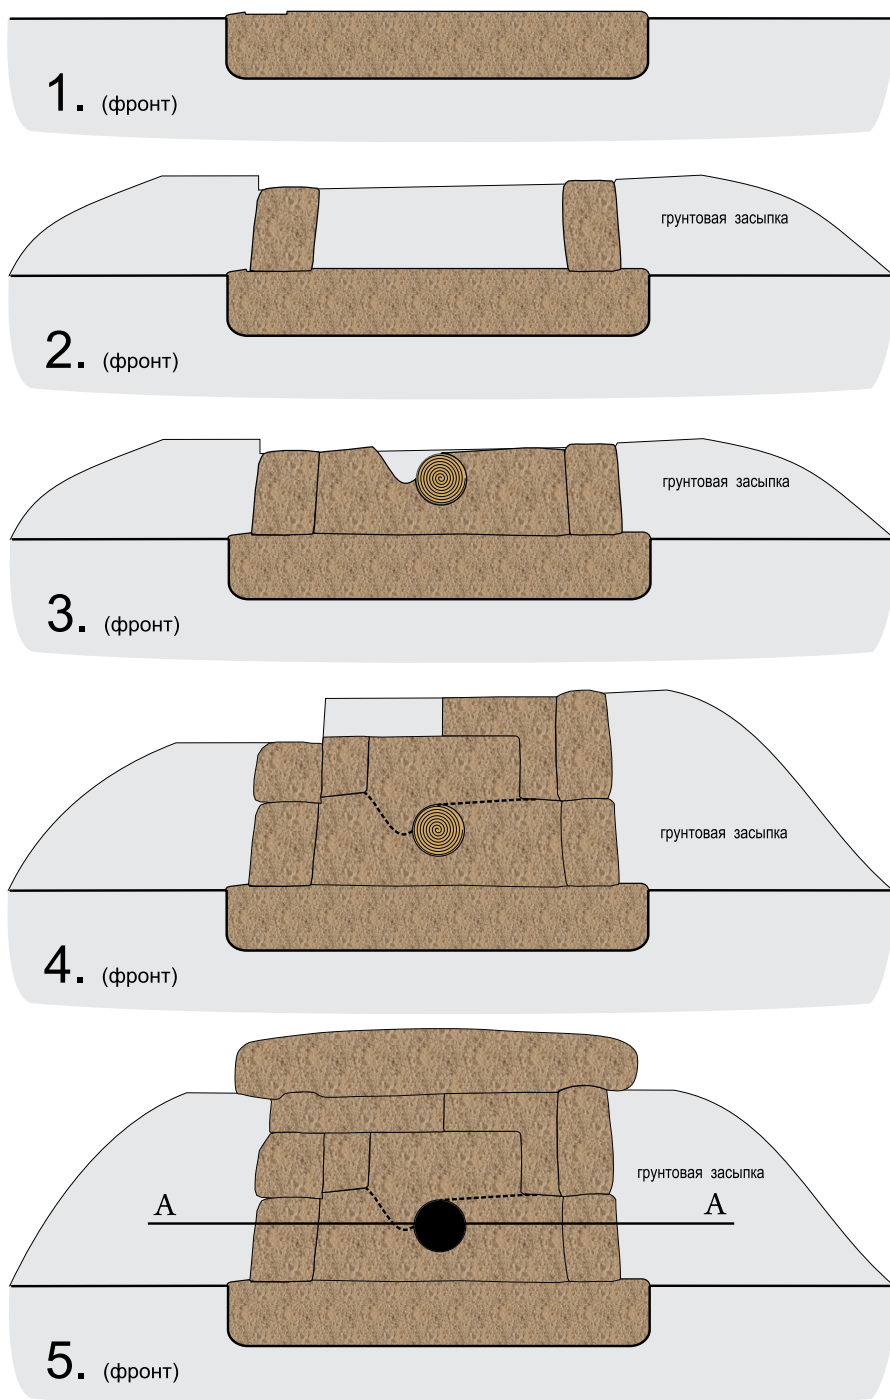 1. (фронт)
грунтовая засыпка
2. (фронт)
грунтовая засыпка
3. (фронт)
грунтовая засыпка
4. (фронт)
грунтовая засыпка
A A
5. (фронт)